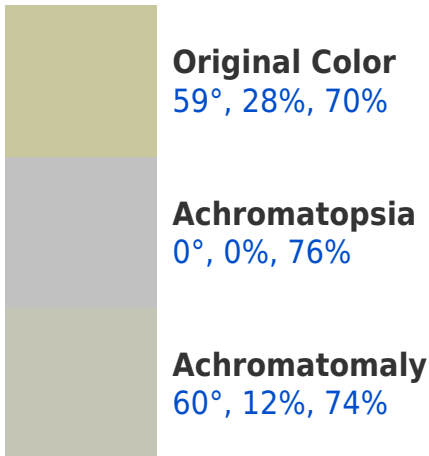 Original Color
59°, 28%, 70%
Achromatopsia
0°, 0%, 76%
Achromatomaly
60°, 12%, 74%